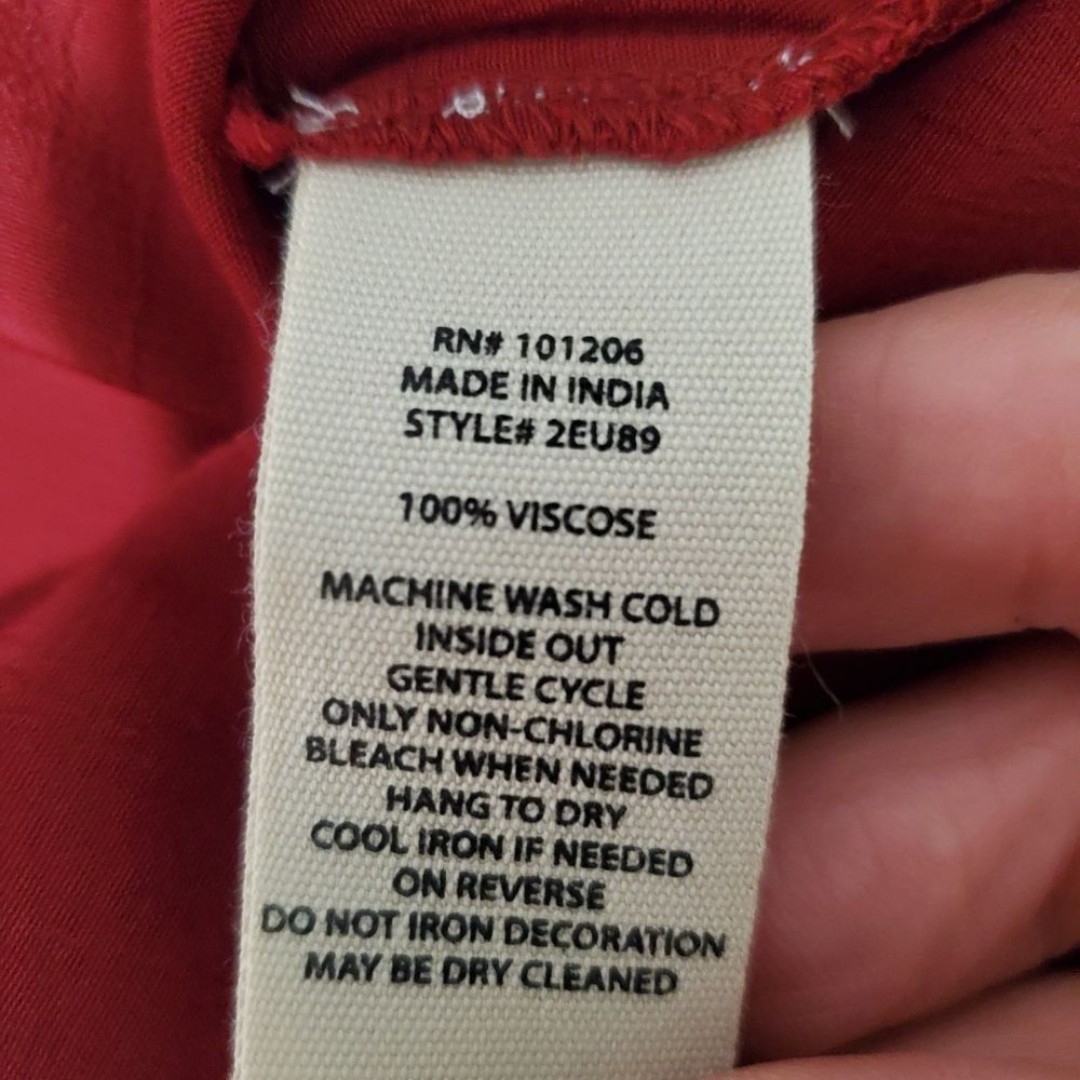 RN# 101206
MADE IN INDIA
STYLE# 2EU89
100% VISCOSE
MACHINE WASH COLD
INSIDE OUT
GENTLE CYCLE
ONLY NON-CHLORINE
BLEACH WHEN NEEDED
HANG TO DRY
COOL IRON IF NEEDED
ON REVERSE
DO NOT IRON DECORATION
MAY BE DRY CLEANED